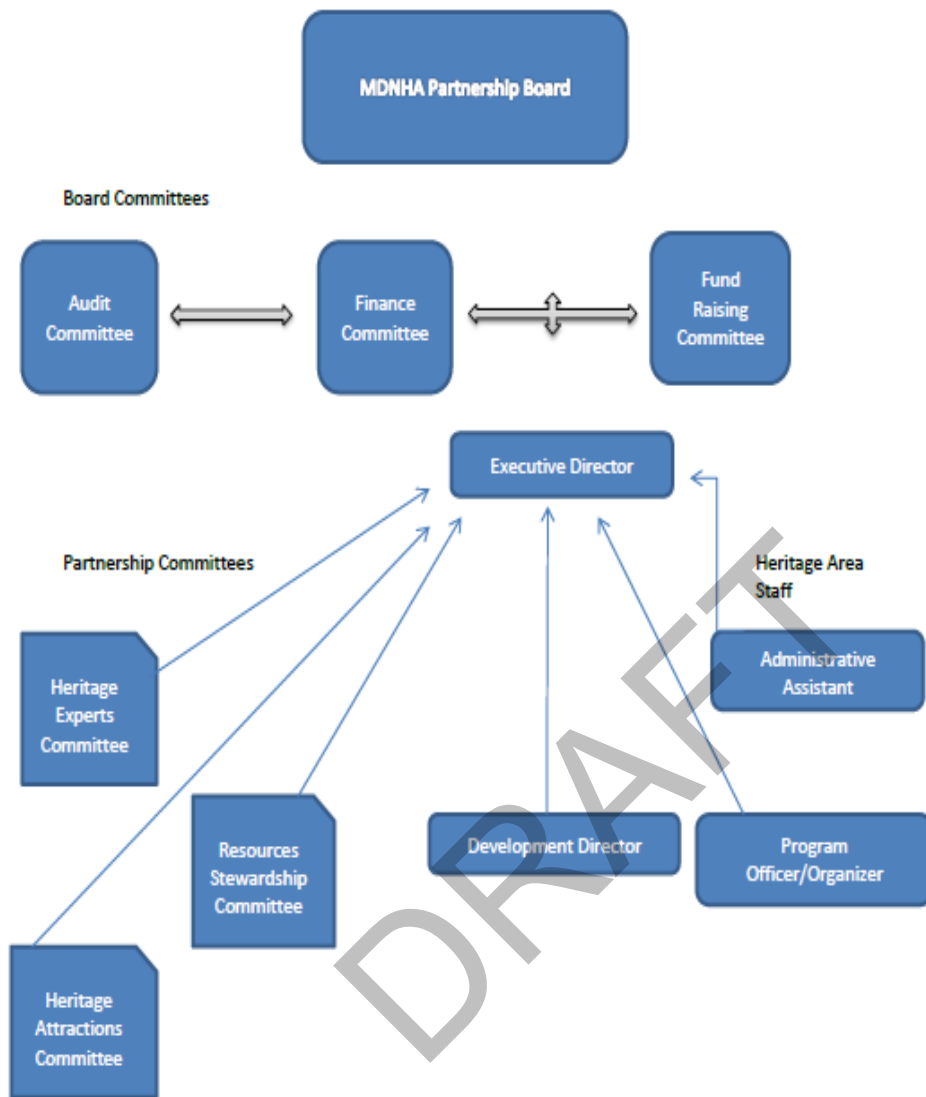 MDNHA Partnership Board
Board Committees
Audit
Committee
Finance
Committee
Fund
Raising
Committee
Executive Director
Partnership Committees
Heritage Area
Staff
Administrative
Assistant
Heritage
Experts
Committee
Resources
Stewardship
Committee
Development Director
Program
Officer/Organizer
Heritage
Attractions
Committee
DRAFT